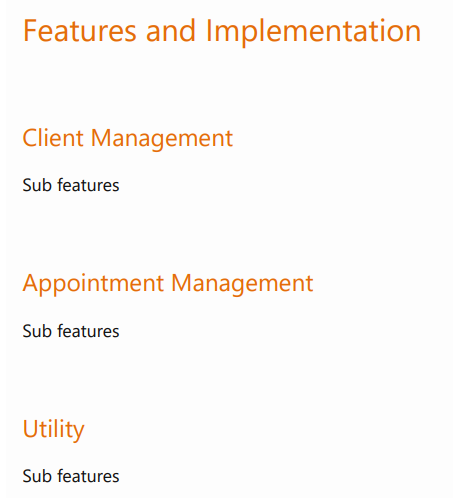 Features and Implementation
Client Management
Sub features
Appointment Management
Sub features
Utility
Sub features